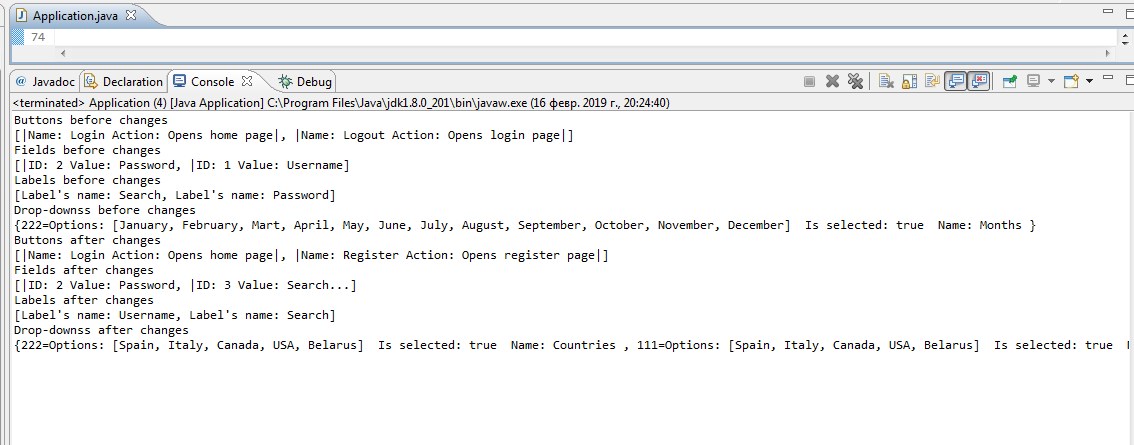 Application.java
74
@ Javadoc Declaration Console Debug
<terminated> Application (4) [Java Application] C:\Program Files\Java\jdk1.8.0_201\bin\javaw.exe (16 февр. 2019 г., 20:24:40)
Buttons before changes
[|Name: Login Action: Opens home page|, |Name: Logout Action: Opens login page|]
Fields before changes
[|ID: 2 Value: Password, |ID: 1 Value: Username]
Labels before changes
[Label's name: Search, Label's name: Password]
Drop-downss before changes
{222=Options: [January, February, Mart, April, May, June, July, August, September, October, November, December]  Is selected: true  Name: Months }
Buttons after changes
[|Name: Login Action: Opens home page|, |Name: Register Action: Opens register page|]
Fields after changes
[|ID: 2 Value: Password, |ID: 3 Value: Search...]
Labels after changes
[Label's name: Username, Label's name: Search]
Drop-downss after changes
{222=Options: [Spain, Italy, Canada, USA, Belarus]  Is selected: true  Name: Countries , 111=Options: [Spain, Italy, Canada, USA, Belarus]  Is selected: true